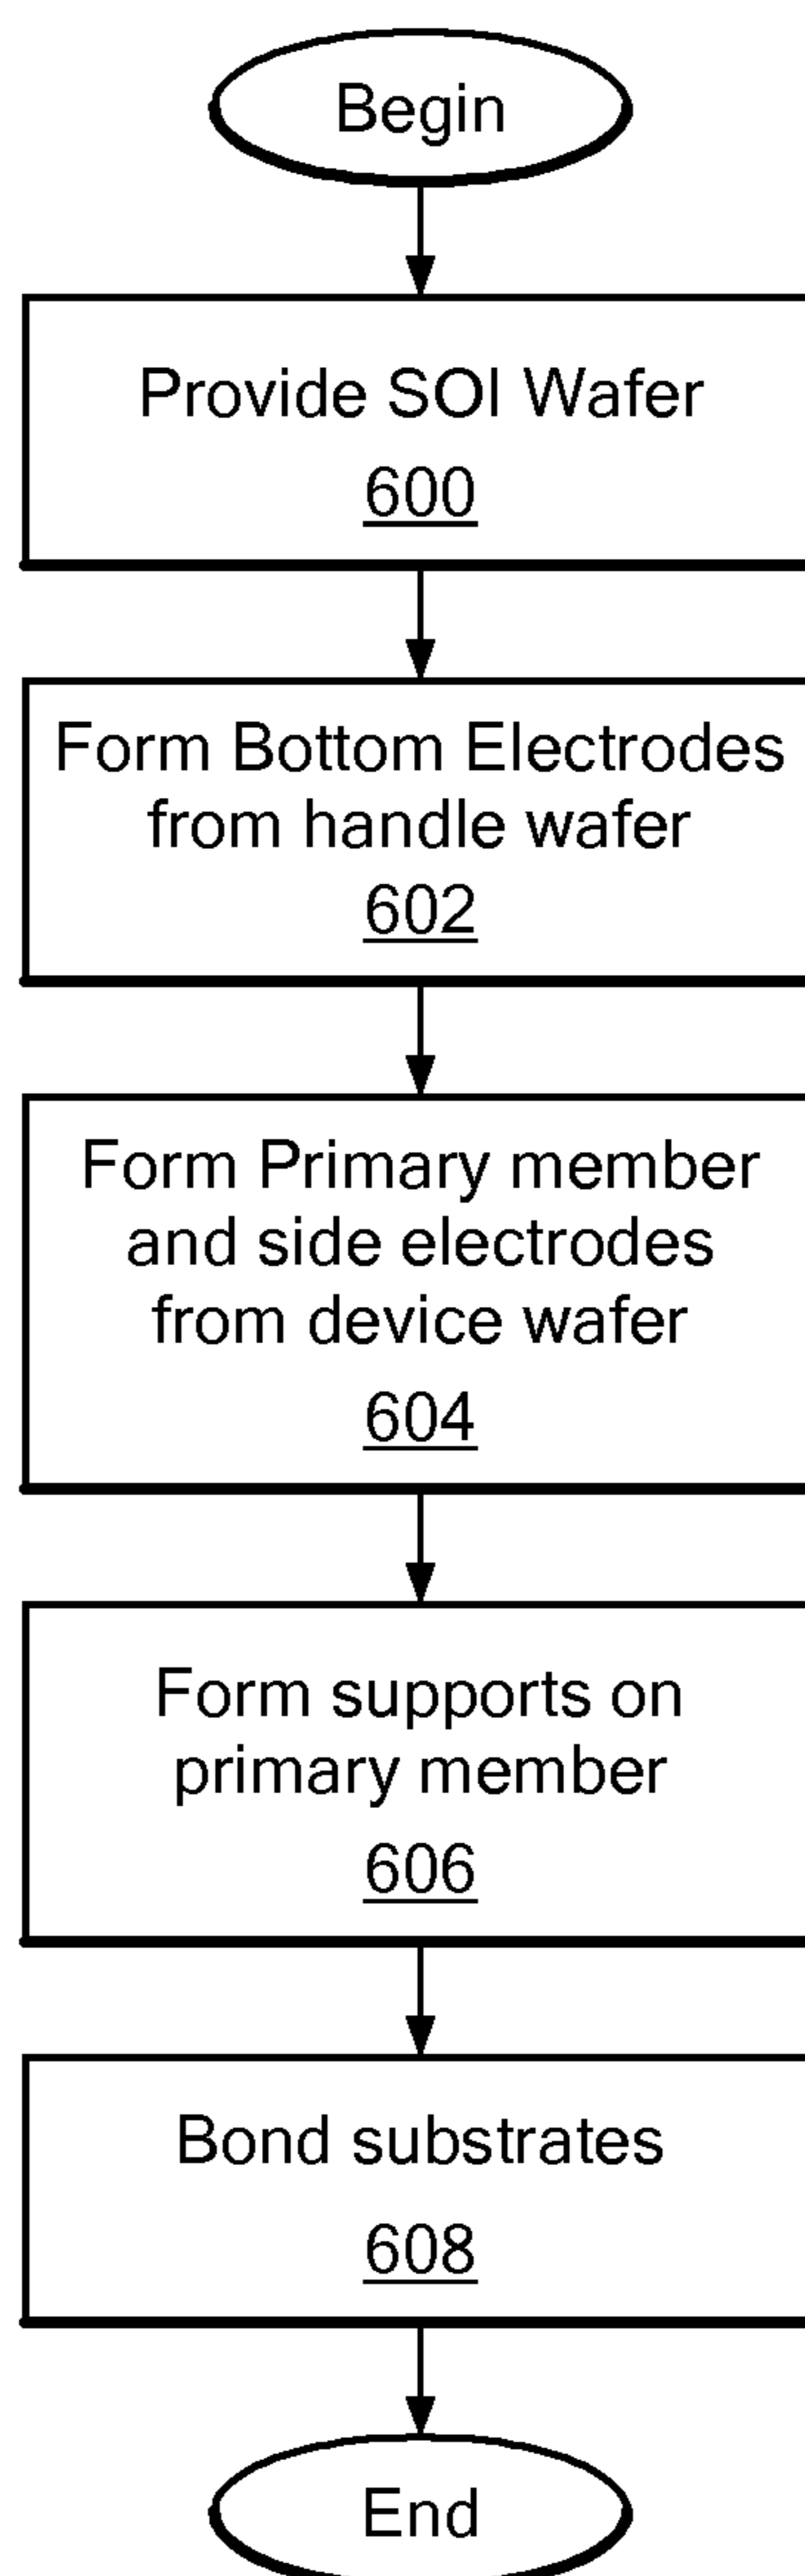 Begin
Provide SOI Wafer
600
Form Bottom Electrodes
from handle wafer
602
Form Primary member
and side electrodes
from device wafer
604
Form supports on
primary member
606
Bond substrates
608
End